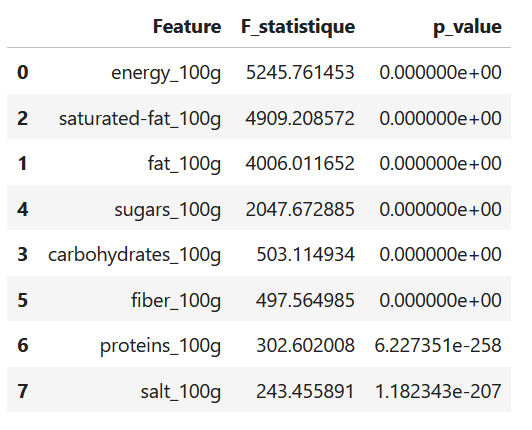 Feature F_statistique p_value
0 energy_100g 5245.761453 0.000000e+00
2 saturated-fat_100g 4909.208572 0.000000e+00
1 fat_100g 4006.011652 0.000000e+00
4 sugars_100g 2047.672885 0.000000e+00
3 carbohydrates_100g 503.114934 0.000000e+00
5 fiber_100g 497.564985 0.000000e+00
6 proteins_100g 302.602008 6.227351e-258
7 salt_100g 243.455891 1.182343e-207